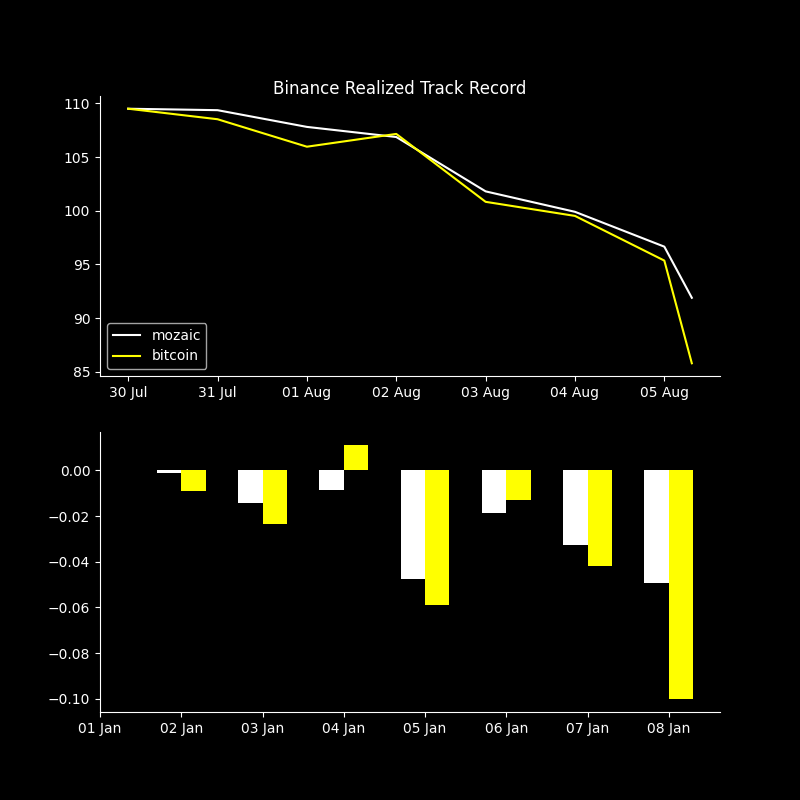 Binance Realized Track Record
110
105
100
95
90
85
mozaic
bitcoin
30 Jul 31 Jul 01 Aug 02 Aug 03 Aug 04 Aug 05 Aug
0.00
−0.02
−0.04
−0.06
−0.08
−0.10
01 Jan 02 Jan 03 Jan 04 Jan 05 Jan 06 Jan 07 Jan 08 Jan